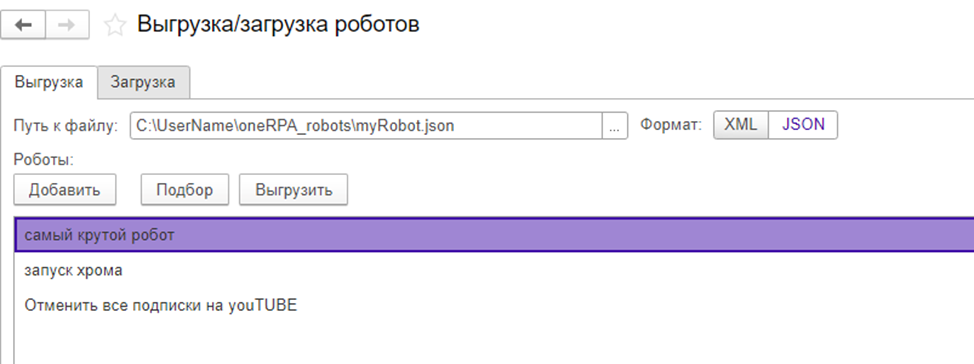 Выгрузка/загрузка роботов
Выгрузка Загрузка
Путь к файлу: C:\UserName\oneRPA_robots\myRobot.json ... Формат: XML JSON
Роботы:
Добавить Подбор Выгрузить
самый крутой робот
запуск хрома
Отменить все подписки на youTUBE